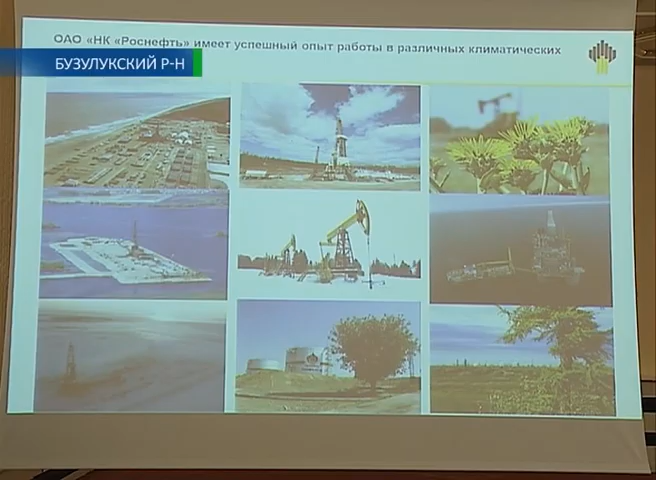 ОАО «НК «Роснефть» имеет успешный опыт работы в различных климатических
БУЗУЛУКСКИЙ Р-Н